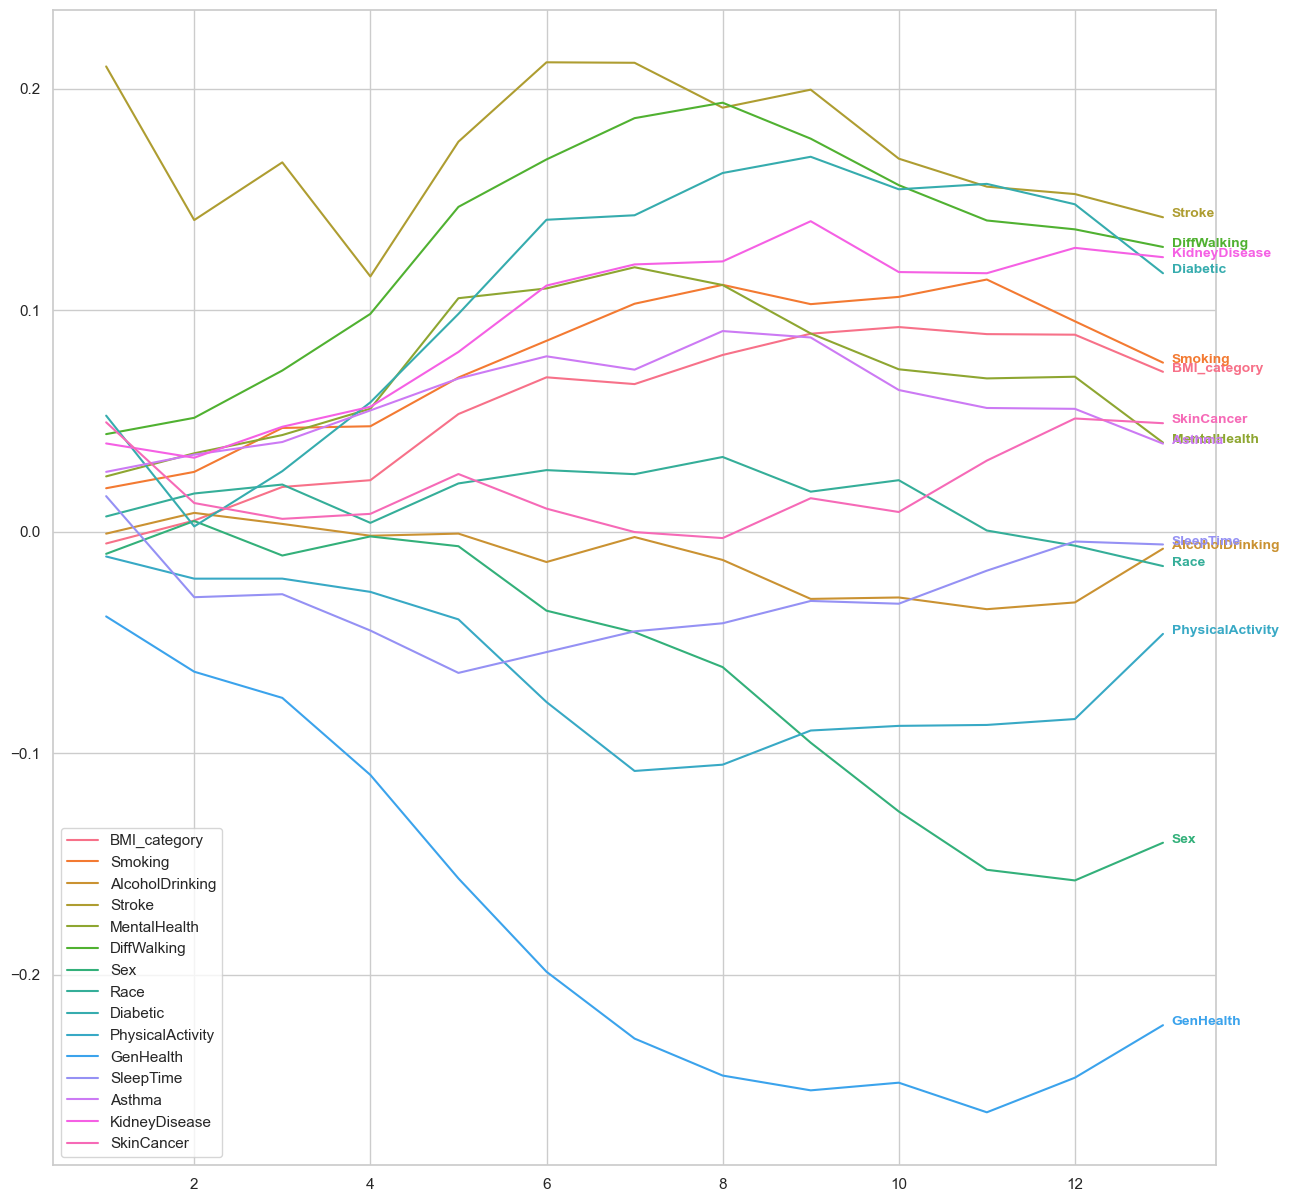 0.2
0.1
0.0
−0.1
−0.2
Stroke
DiffWalking
KidneyDisease
Diabetic
Smoking
BMI_category
SkinCancer
MentalHealth
Asthma
SleepTime
AlcoholDrinking
Race
PhysicalActivity
Sex
GenHealth
BMI_category
Smoking
AlcoholDrinking
Stroke
MentalHealth
DiffWalking
Sex
Race
Diabetic
PhysicalActivity
GenHealth
SleepTime
Asthma
KidneyDisease
SkinCancer
2 4 6 8 10 12